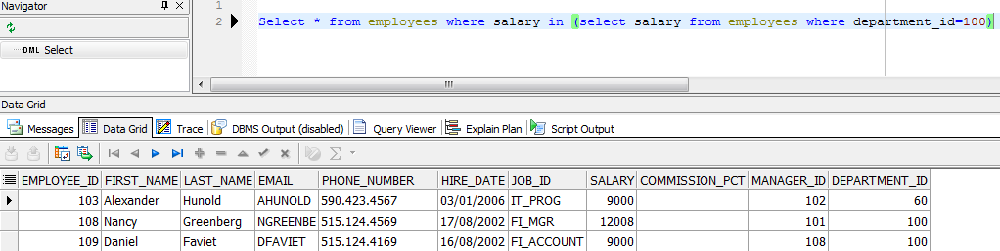 Navigator
1
2 Select * from employees where salary in (select salary from employees where department_id=100)
DML Select
Data Grid
Messages Data Grid Trace DBMS Output (disabled) Query Viewer Explain Plan Script Output
EMPLOYEE_ID FIRST_NAME LAST_NAME EMAIL PHONE_NUMBER HIRE_DATE JOB_ID SALARY COMMISSION_PCT MANAGER_ID DEPARTMENT_ID
103 Alexander Hunold AHUNOLD 590.423.4567 03/01/2006 IT_PROG 9000 102 60
108 Nancy Greenberg NGREENBE 515.124.4569 17/08/2002 FI_MGR 12008 101 100
109 Daniel Faviet DFAVIET 515.124.4169 16/08/2002 FI_ACCOUNT 9000 108 100